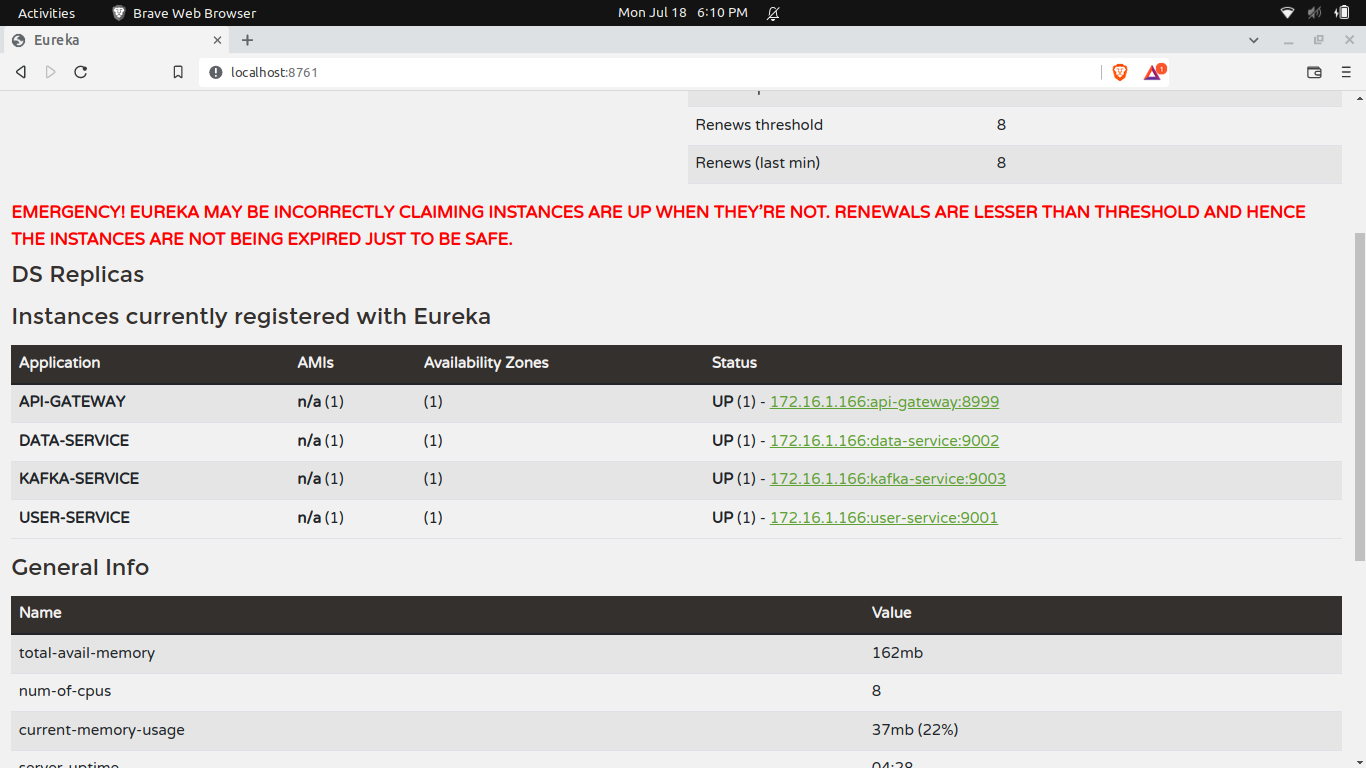 Activities Brave Web Browser Mon Jul 18 6:10 PM
Eureka
localhost:8761
1
Renews threshold 8
Renews (last min) 8
EMERGENCY! EUREKA MAY BE INCORRECTLY CLAIMING INSTANCES ARE UP WHEN THEY'RE NOT. RENEWALS ARE LESSER THAN THRESHOLD AND HENCE
THE INSTANCES ARE NOT BEING EXPIRED JUST TO BE SAFE.
DS Replicas
Instances currently registered with Eureka
Application AMIs Availability Zones Status
API-GATEWAY n/a (1) (1) UP (1) - 172.16.1.166:api-gateway:8999
DATA-SERVICE n/a (1) (1) UP (1) - 172.16.1.166:data-service:9002
KAFKA-SERVICE n/a (1) (1) UP (1) - 172.16.1.166:kafka-service:9003
USER-SERVICE n/a (1) (1) UP (1) - 172.16.1.166:user-service:9001
General Info
Name Value
total-avail-memory 162mb
num-of-cpus 8
current-memory-usage 37mb (22%)
server-uptime 04:28